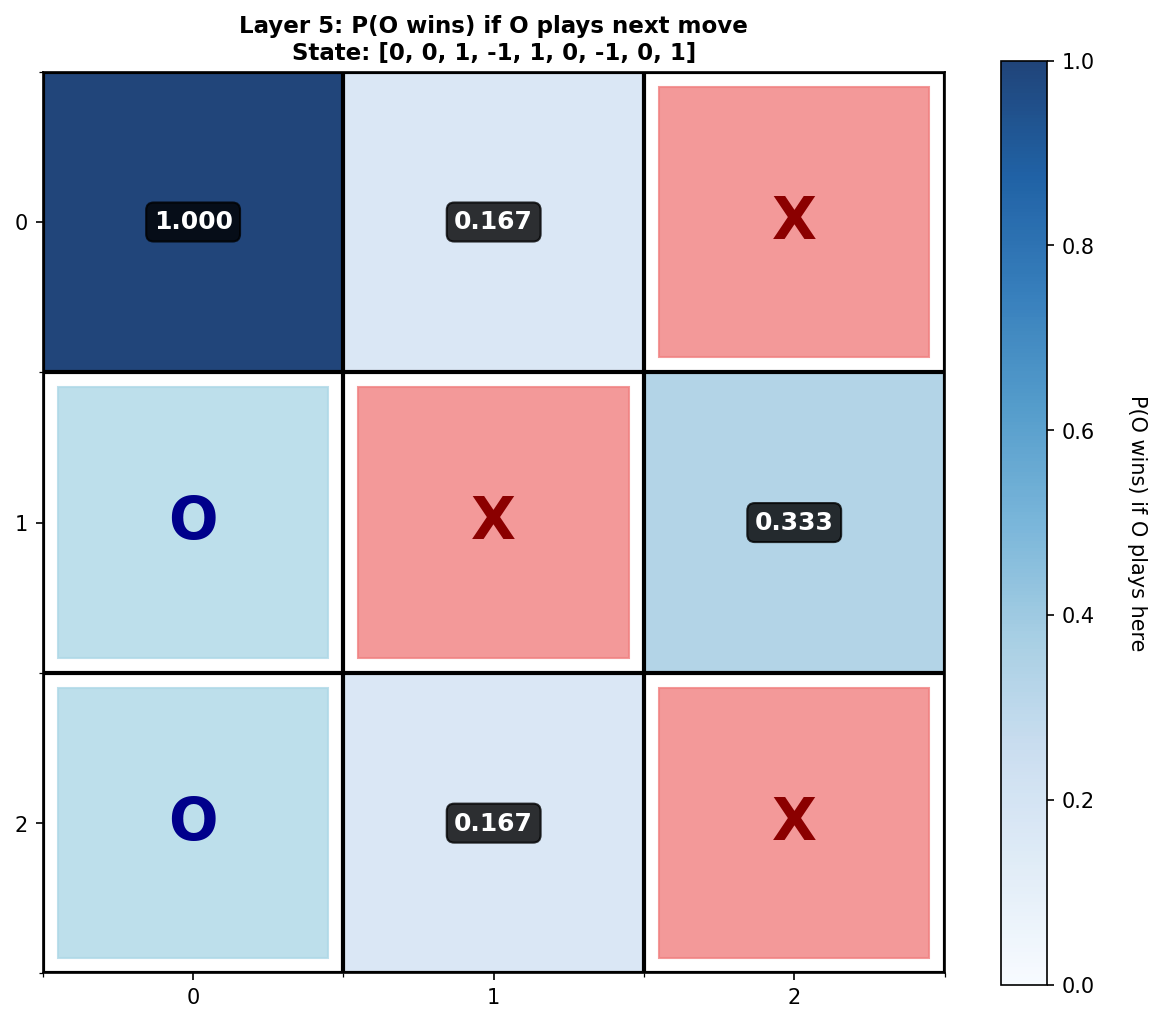 Layer 5: P(O wins) if O plays next move
State: [0, 0, 1, -1, 1, 0, -1, 0, 1]
0
1.000
0.167
X
1
O
X
0.333
2
O
0.167
X
0
1
2
1.0
0.8
0.6
0.4
0.2
0.0
P(O wins) if O plays here